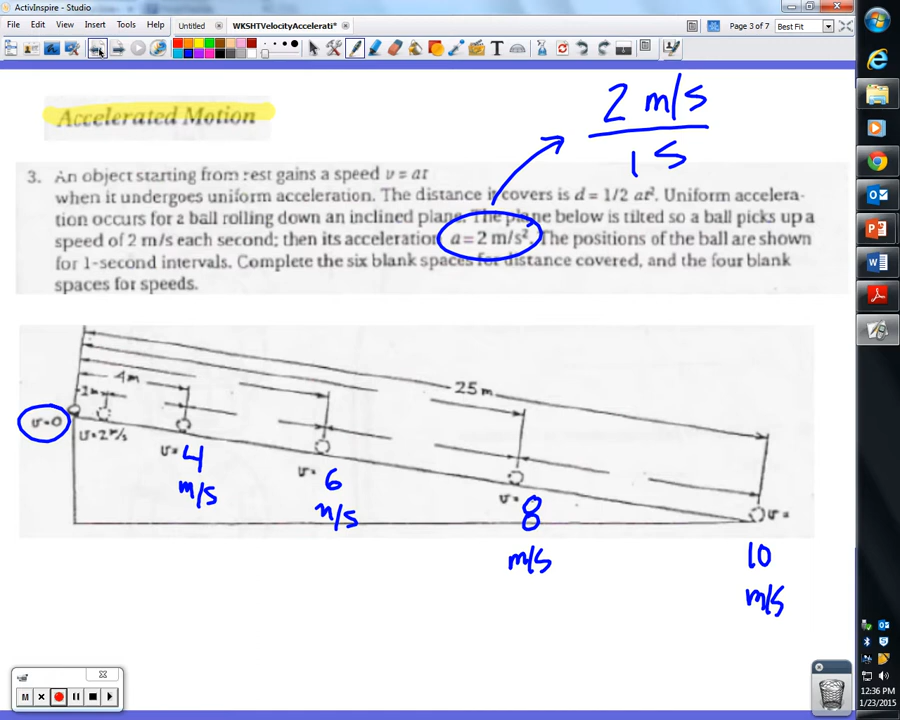 ActivInspire - Studio
File Edit View Insert Tools Help
Untitled
WKSHTVelocityAccelerati*
Page 3 of 7
Best Fit
Accelerated Motion
2 m/s
1 s
3. An object starting from rest gains a speed v = at
when it undergoes uniform acceleration. The distance it covers is d = 1/2 at². Uniform accelera-
tion occurs for a ball rolling down an inclined plane. The plane below is tilted so a ball picks up a
speed of 2 m/s each second; then its acceleration a = 2 m/s². The positions of the ball are shown
for 1-second intervals. Complete the six blank spaces for distance covered, and the four blank
spaces for speeds.
25 m
4 m
v=0
v=2 m/s
v= 4
m/s
v= 6
m/s
v= 8
m/s
v=
10
m/s
M
12:36 PM
1/23/2015